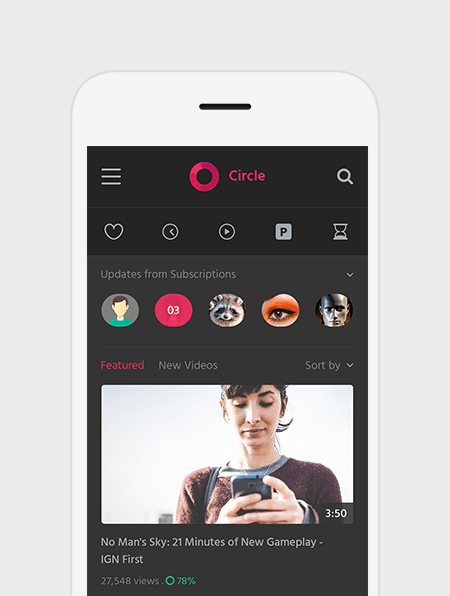 Circle
P
Updates from Subscriptions
03
Featured New Videos Sort by
3:50
No Man's Sky: 21 Minutes of New Gameplay -
IGN First
27,548 views . 78%